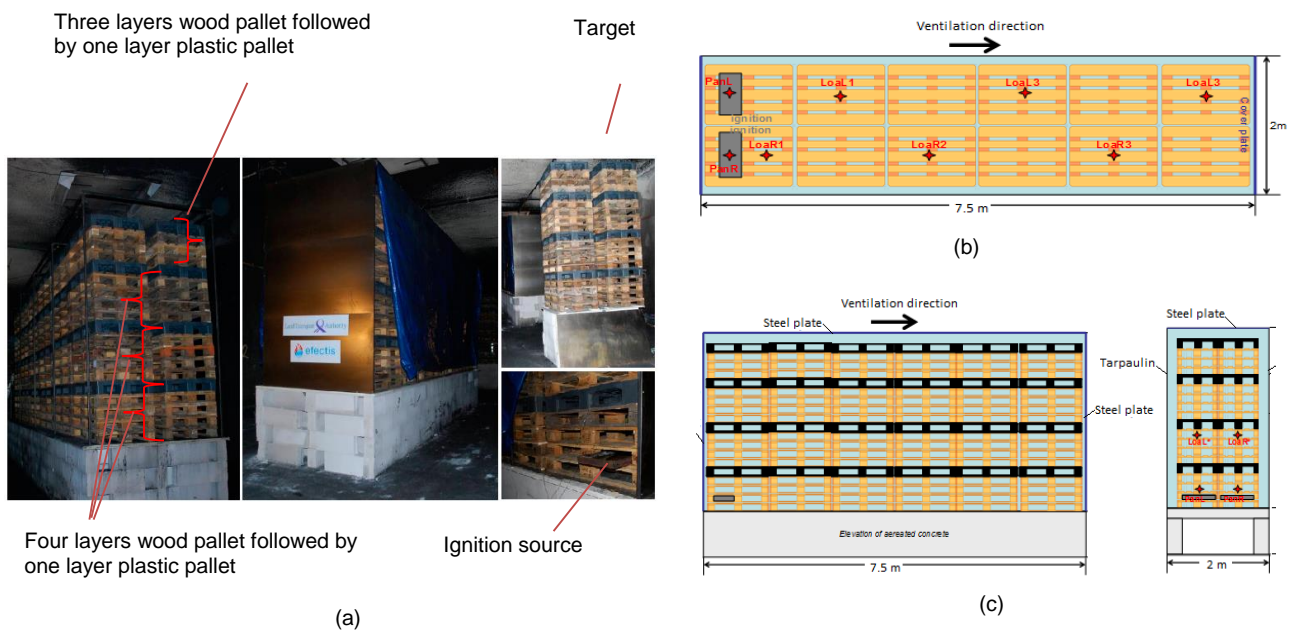 Three layers wood pallet followed
by one layer plastic pallet
Target
efectis
Four layers wood pallet followed by
one layer plastic pallet
Ignition source
(a)
Ventilation direction
PanL
LoaL1
LoaL3
LoaL3
ignition
ignition
Cover plate
2m
PanR
LoaR1
LoaR2
LoaR3
7.5 m
(b)
Ventilation direction
Steel plate
Steel plate
Tarpaulin
Steel plate
LoaL*
LoaR*
PanR
Elevation of aereated concrete
7.5 m
2 m
(c)